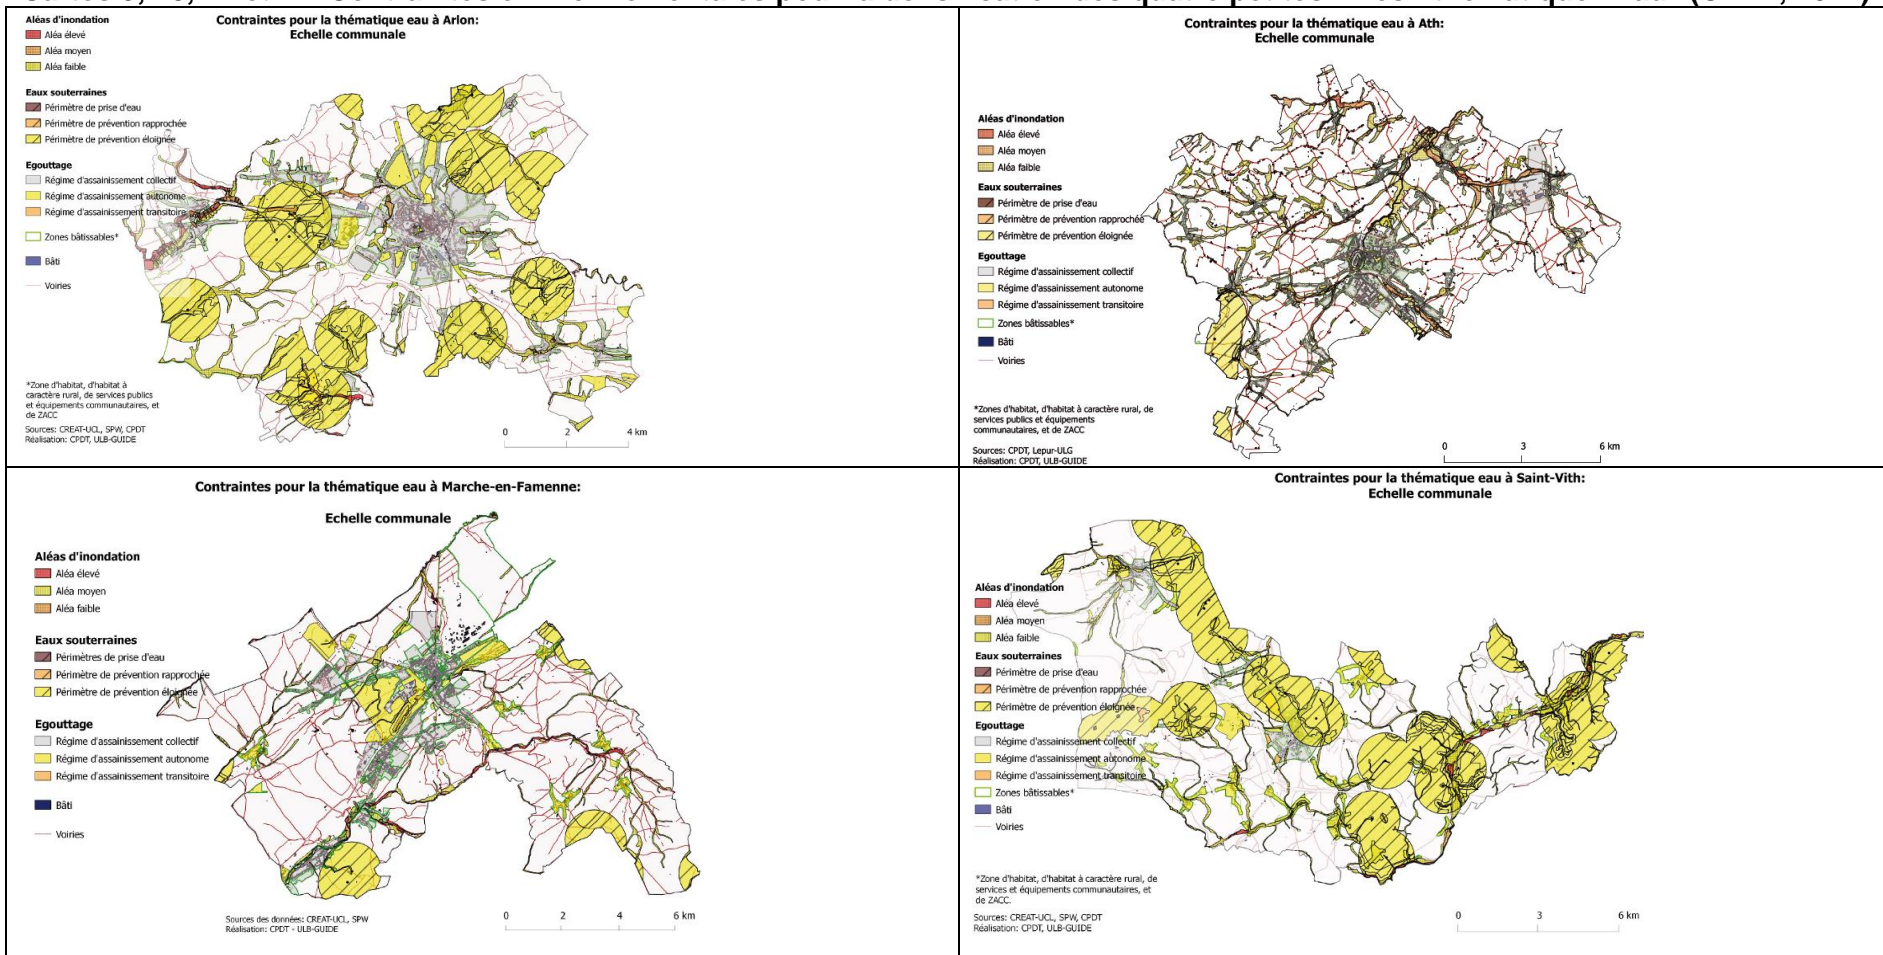 Contraintes pour la thématique eau à Arlon:
Echelle communale
Aléas d'inondation
Aléa élevé
Aléa moyen
Aléa faible
Eaux souterraines
Périmètre de prise d'eau
Périmètre de prévention rapprochée
Périmètre de prévention éloignée
Egouttage
Régime d'assainissement collectif
Régime d'assainissement autonome
Régime d'assainissement transitoire
Zones bâtissables*
Bâti
Voiries
*Zone d'habitat, d'habitat à
caractère rural, de services publics
et équipements communautaires, et
de ZACC
Sources: CREAT-UCL, SPW, CPDT
Réalisation: CPDT, ULB-GUIDE
0 2 4 km
Contraintes pour la thématique eau à Ath:
Echelle communale
Aléas d'inondation
Aléa élevé
Aléa moyen
Aléa faible
Eaux souterraines
Périmètre de prise d'eau
Périmètre de prévention rapprochée
Périmètre de prévention éloignée
Egouttage
Régime d'assainissement collectif
Régime d'assainissement autonome
Régime d'assainissement transitoire
Zones bâtissables*
Bâti
Voiries
*Zones d'habitat, d'habitat à caractère rural, de
services publics et équipements
communautaires, et de ZACC
Sources: CPDT, Lepur-ULG
Réalisation: CPDT, ULB-GUIDE
0 3 6 km
Contraintes pour la thématique eau à Marche-en-Famenne:
Echelle communale
Aléas d'inondation
Aléa élevé
Aléa moyen
Aléa faible
Eaux souterraines
Périmètres de prise d'eau
Périmètre de prévention rapprochée
Périmètre de prévention éloignée
Egouttage
Régime d'assainissement collectif
Régime d'assainissement autonome
Régime d'assainissement transitoire
Bâti
Voiries
Sources des données: CREAT-UCL, SPW
Réalisation: CPDT - ULB-GUIDE
0 2 4 6 km
Contraintes pour la thématique eau à Saint-Vith:
Echelle communale
Aléas d'inondation
Aléa élevé
Aléa moyen
Aléa faible
Eaux souterraines
Périmètre de prise d'eau
Périmètre de prévention rapprochée
Périmètre de prévention éloignée
Egouttage
Régime d'assainissement collectif
Régime d'assainissement autonome
Régime d'assainissement transitoire
Zones bâtissables*
Bâti
Voiries
*Zone d'habitat, d'habitat à caractère rural, de
services et équipements communautaires, et
de ZACC.
Sources: CREAT-UCL, SPW, CPDT
Réalisation: CPDT, ULB-GUIDE
0 3 6 km